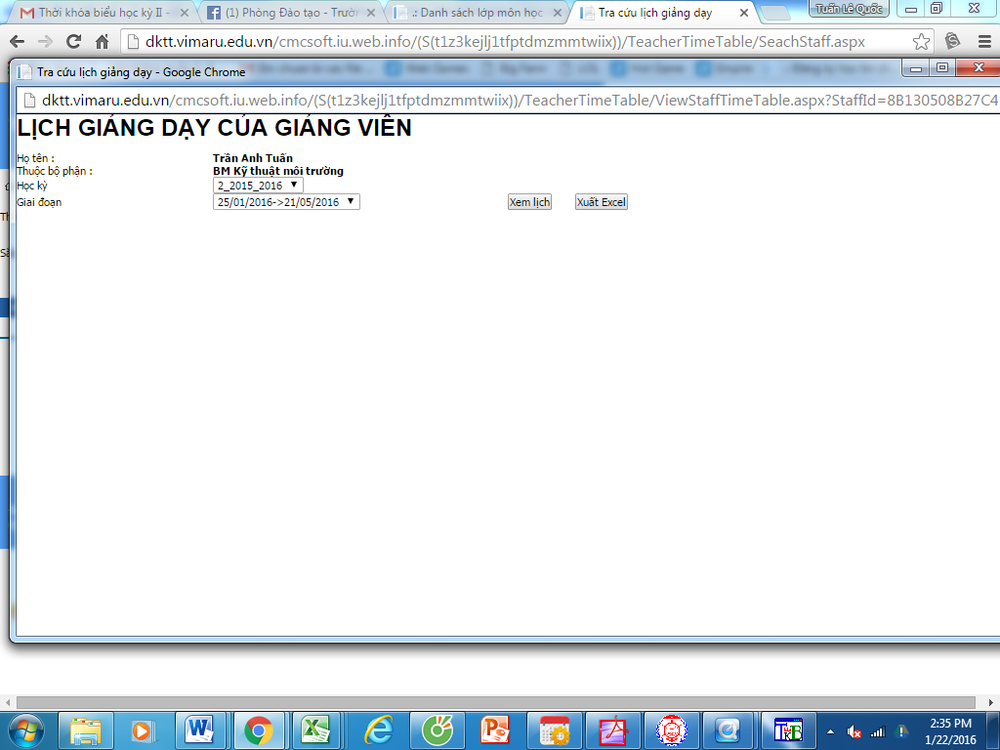 Thời khóa biểu học kỳ II -
(1) Phòng Đào tạo - Trườn
.: Danh sách lớp môn học
Tra cứu lịch giảng dạy
Tuấn Lê Quốc
dktt.vimaru.edu.vn/cmcsoft.iu.web.info/(S(t1z3kejlj1tfptdmzmmtwiix))/TeacherTimeTable/SeachStaff.aspx
Tra cứu lịch giảng dạy - Google Chrome
dktt.vimaru.edu.vn/cmcsoft.iu.web.info/(S(t1z3kejlj1tfptdmzmmtwiix))/TeacherTimeTable/ViewStaffTimeTable.aspx?StaffId=8B130508B27C4
LỊCH GIẢNG DẠY CỦA GIẢNG VIÊN
Họ tên : Trần Anh Tuấn
Thuộc bộ phận : BM Kỹ thuật môi trường
Học kỳ 2_2015_2016
Giai đoạn 25/01/2016->21/05/2016 Xem lịch Xuất Excel
TKB
2:35 PM
1/22/2016